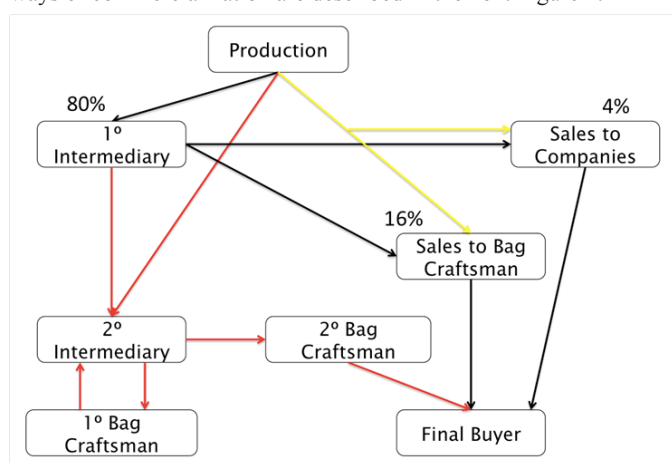 Production
80%
4%
1º
Intermediary
Sales to
Companies
16%
Sales to Bag
Craftsman
2º
Intermediary
2º Bag
Craftsman
1º Bag
Craftsman
Final Buyer